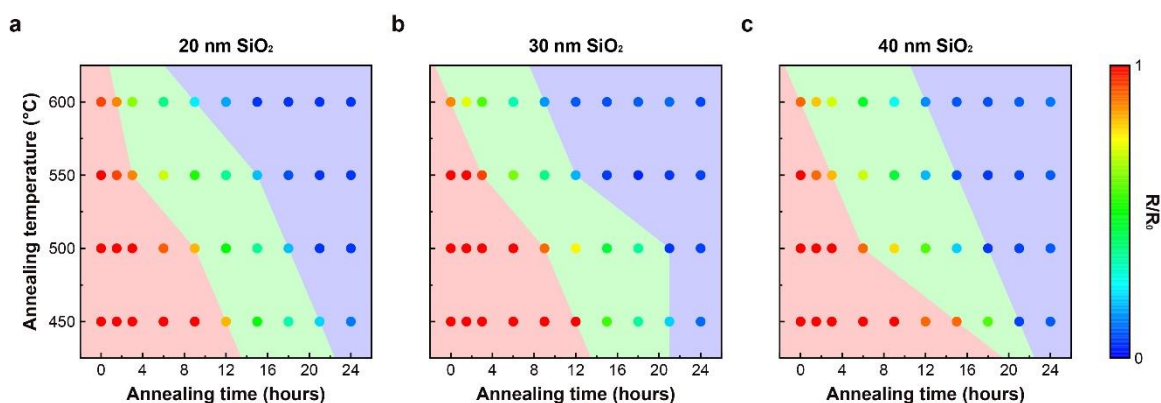 a
20 nm SiO₂
b
30 nm SiO₂
c
40 nm SiO₂
Annealing temperature (°C)
600
550
500
450
0 4 8 12 16 20 24
0 4 8 12 16 20 24
0 4 8 12 16 20 24
Annealing time (hours)
Annealing time (hours)
Annealing time (hours)
1
0
R/R₀